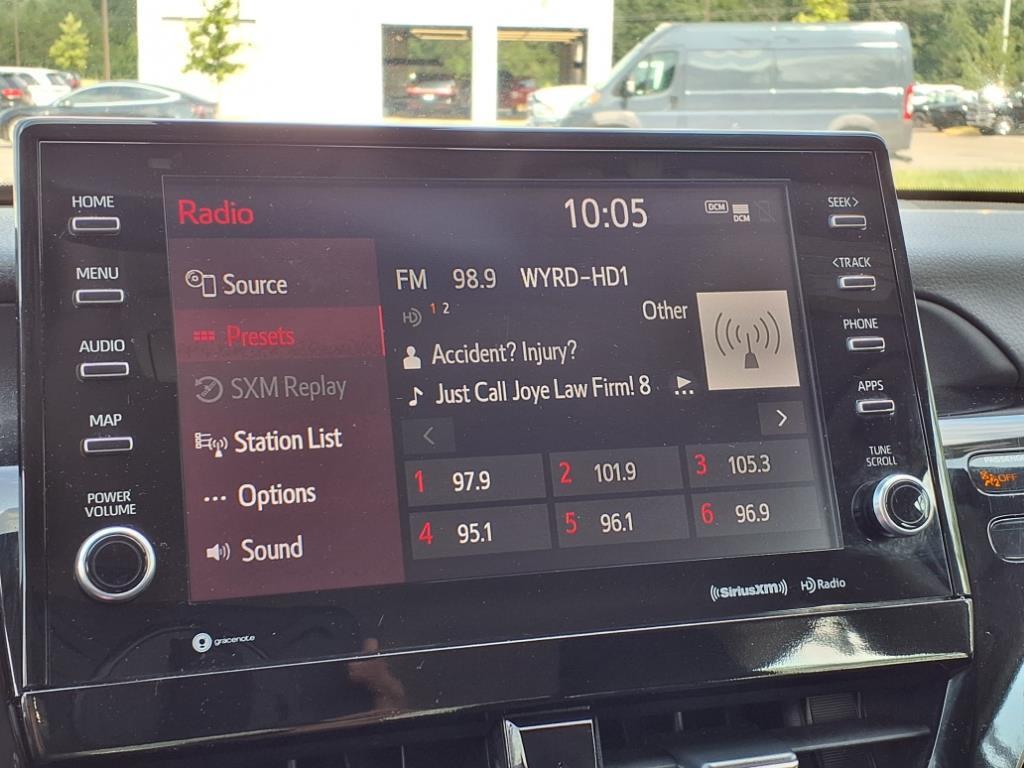 HOME
MENU
AUDIO
MAP
POWER
VOLUME
Radio
10:05
DCM
DCM
Source
Presets
SXM Replay
Station List
Options
Sound
FM 98.9 WYRD-HD1
HD 1 2
Other
Accident? Injury?
Just Call Joye Law Firm! 8
1 97.9
2 101.9
3 105.3
4 95.1
5 96.1
6 96.9
SEEK>
<TRACK
PHONE
APPS
TUNE
SCROLL
PASSENGER
OFF
gracenote
((SiriusXM))
HD Radio